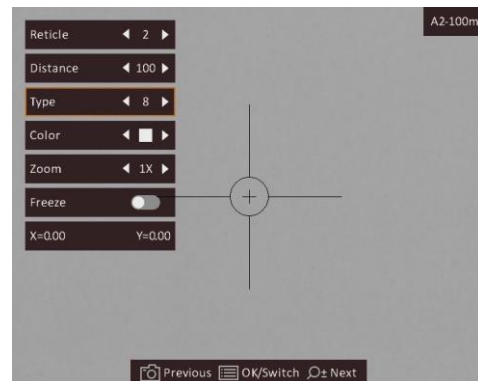 A2-100m
Reticle 2
Distance 100
Type 8
Color
Zoom 1X
Freeze
X=0.00 Y=0.00
Previous OK/Switch Next